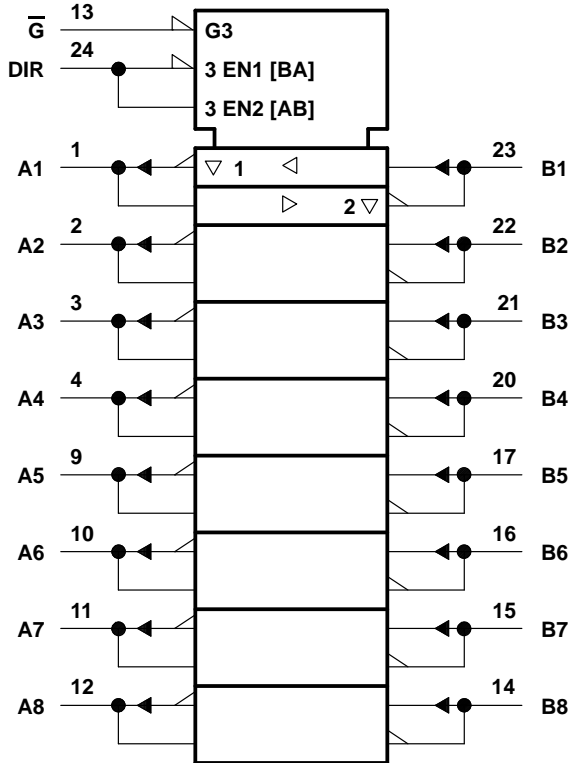 G̅ 13 G3
DIR 24 3 EN1 [BA]
3 EN2 [AB]
A1 1 1 23 B1
2
A2 2 22 B2
A3 3 21 B3
A4 4 20 B4
A5 9 17 B5
A6 10 16 B6
A7 11 15 B7
A8 12 14 B8